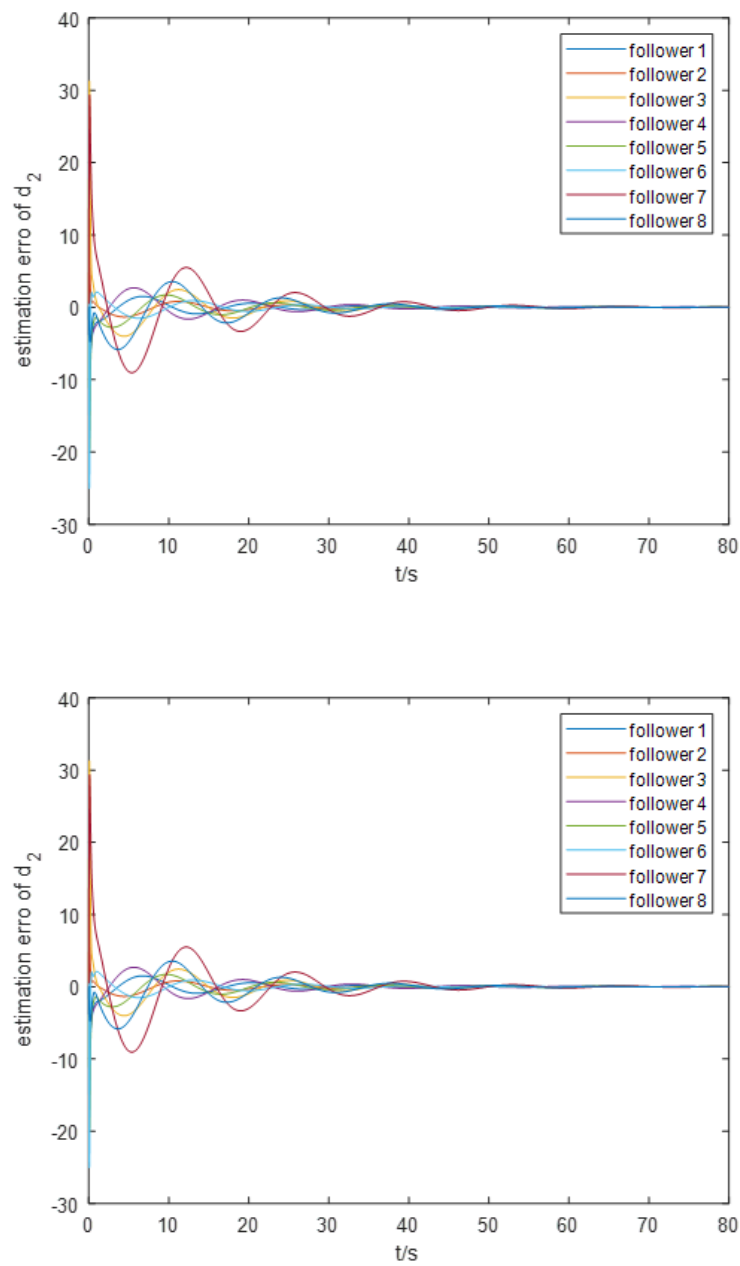 40
30
20
10
0
-10
-20
-30
estimation erro of d2
0 10 20 30 40 50 60 70 80
t/s
follower 1
follower 2
follower 3
follower 4
follower 5
follower 6
follower 7
follower 8
40
30
20
10
0
-10
-20
-30
estimation erro of d2
0 10 20 30 40 50 60 70 80
t/s
follower 1
follower 2
follower 3
follower 4
follower 5
follower 6
follower 7
follower 8